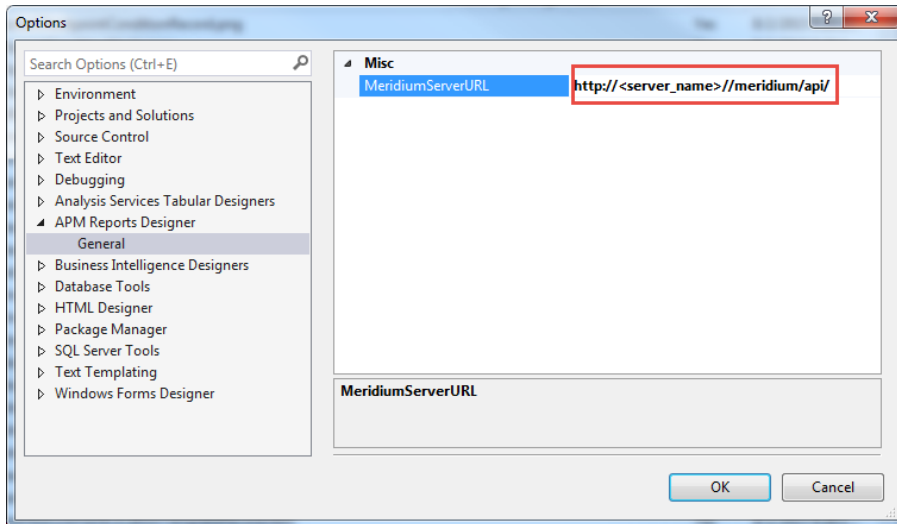 Options
Search Options (Ctrl+E)
Environment
Projects and Solutions
Source Control
Text Editor
Debugging
Analysis Services Tabular Designers
APM Reports Designer
General
Business Intelligence Designers
Database Tools
HTML Designer
Package Manager
SQL Server Tools
Text Templating
Windows Forms Designer
Misc
MeridiumServerURL http://<server_name>//meridium/api/
MeridiumServerURL
OK Cancel